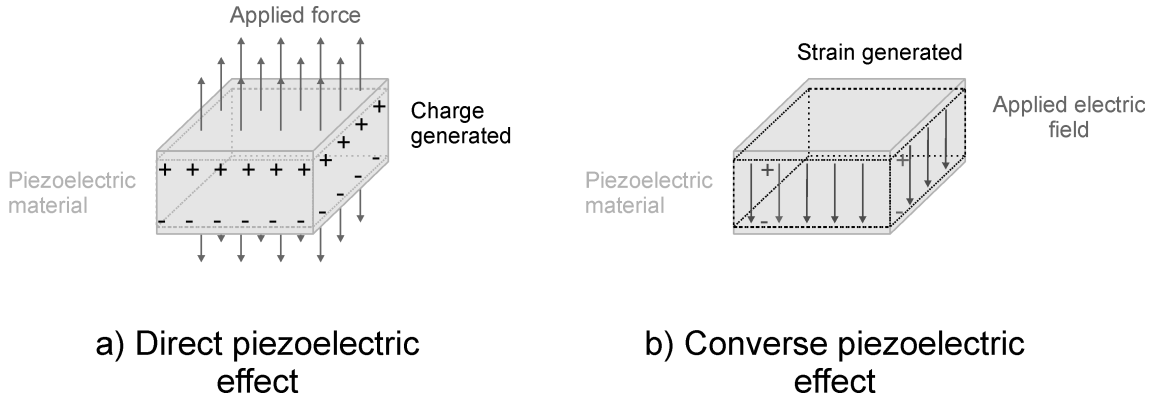 Applied force
Charge
generated
Piezoelectric
material
+ + + + + + + + + +
- - - - - - - - - -
a) Direct piezoelectric
effect
Strain generated
Applied electric
field
Piezoelectric
material
+ +
- -
b) Converse piezoelectric
effect